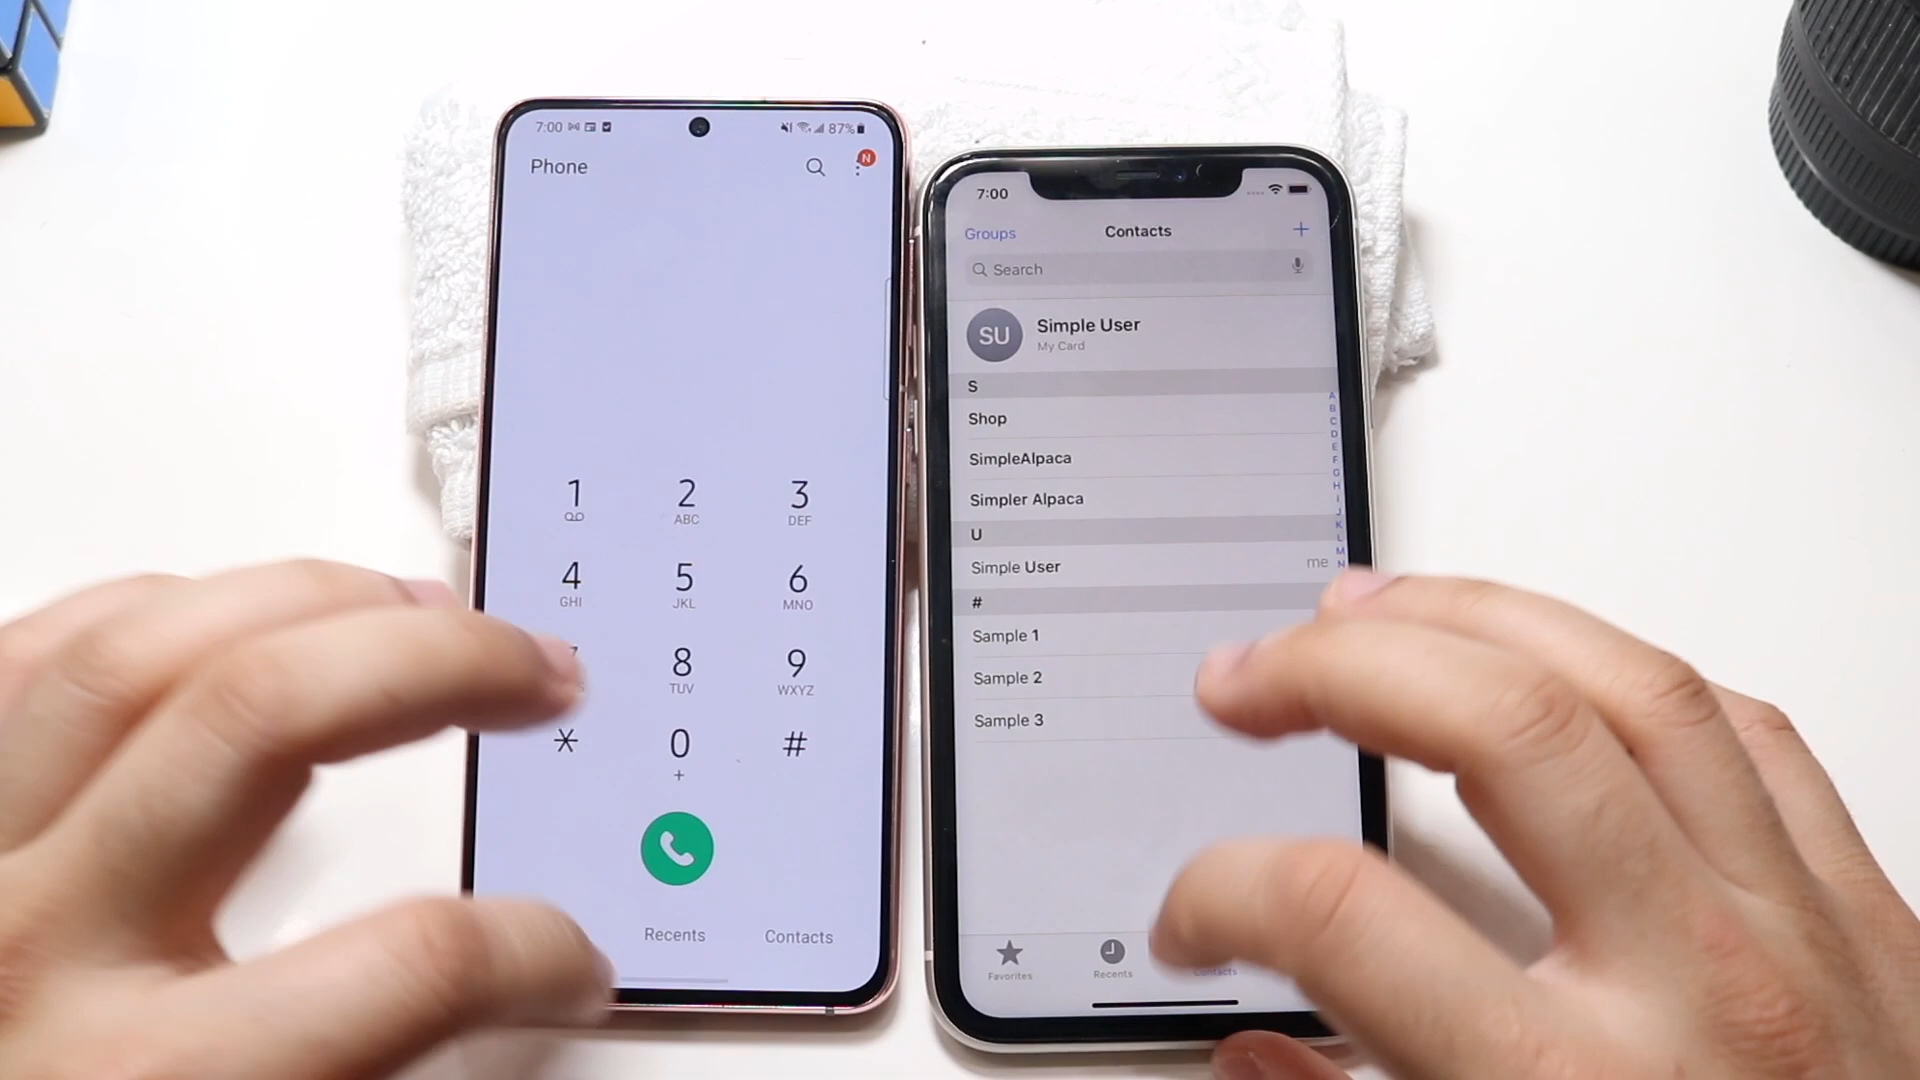 7:00
87%
Phone
N
1
2
ABC
3
DEF
4
GHI
5
JKL
6
MNO
8
TUV
9
WXYZ
*
0
+
#
Recents
Contacts
7:00
Groups
Contacts
+
Search
SU
Simple User
My Card
S
Shop
SimpleAlpaca
Simpler Alpaca
U
Simple User
me
#
Sample 1
Sample 2
Sample 3
A
B
C
D
E
F
G
H
I
J
K
L
M
N
Favorites
Recents
Contacts